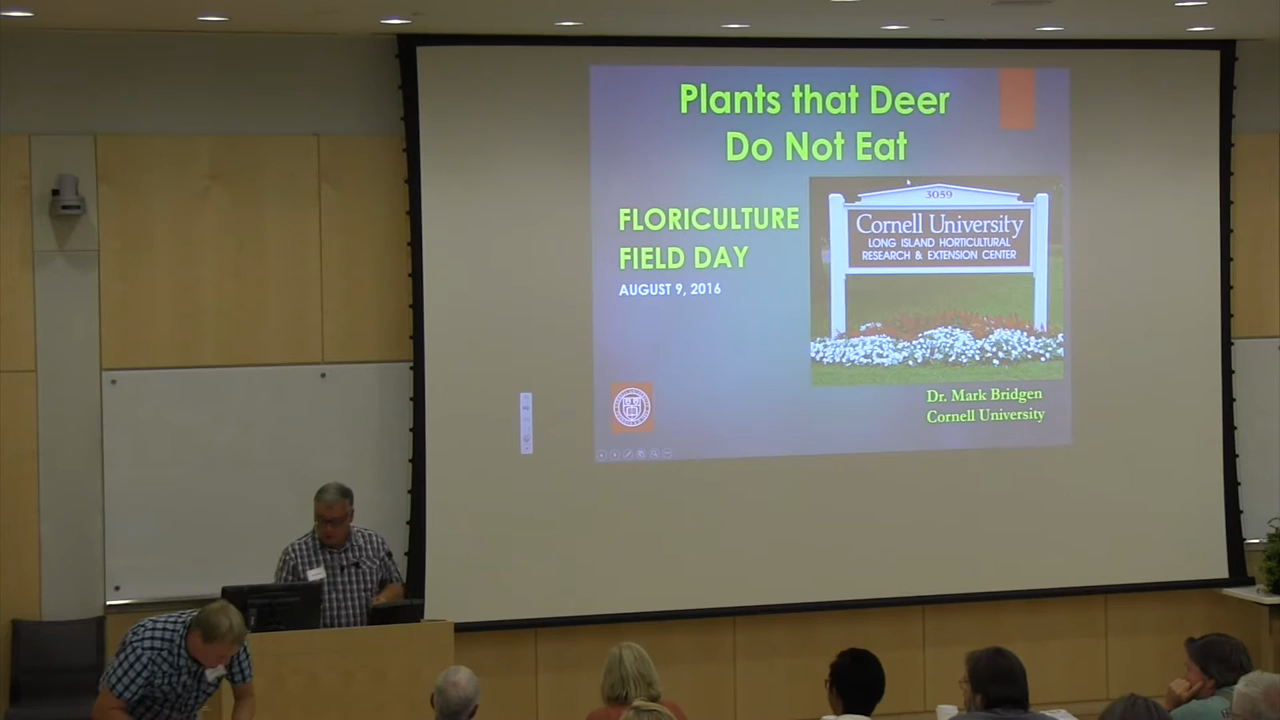 Plants that Deer
Do Not Eat
FLORICULTURE
FIELD DAY
AUGUST 9, 2016
3059
Cornell University
LONG ISLAND HORTICULTURAL
RESEARCH & EXTENSION CENTER
Dr. Mark Bridgen
Cornell University